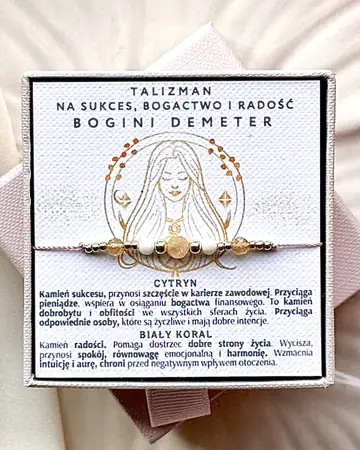 TALIZMAN
NA SUKCES, BOGACTWO I RADOŚĆ
BOGINI DEMETER
CYTRYN
Kamień sukcesu, przynosi szczęście w karierze zawodowej. Przyciąga
pieniądze, wspiera w osiąganiu bogactwa finansowego. To kamień
dobrobytu i obfitości we wszystkich sferach życia. Przyciąga
odpowiednie osoby, które są życzliwe i mają dobre intencje.
BIAŁY KORAL
Kamień radości. Pomaga dostrzec dobre strony życia. Wycisza,
przynosi spokój, równowagę emocjonalną i harmonię. Wzmacnia
intuicję i aurę, chroni przed negatywnym wpływem otoczenia.